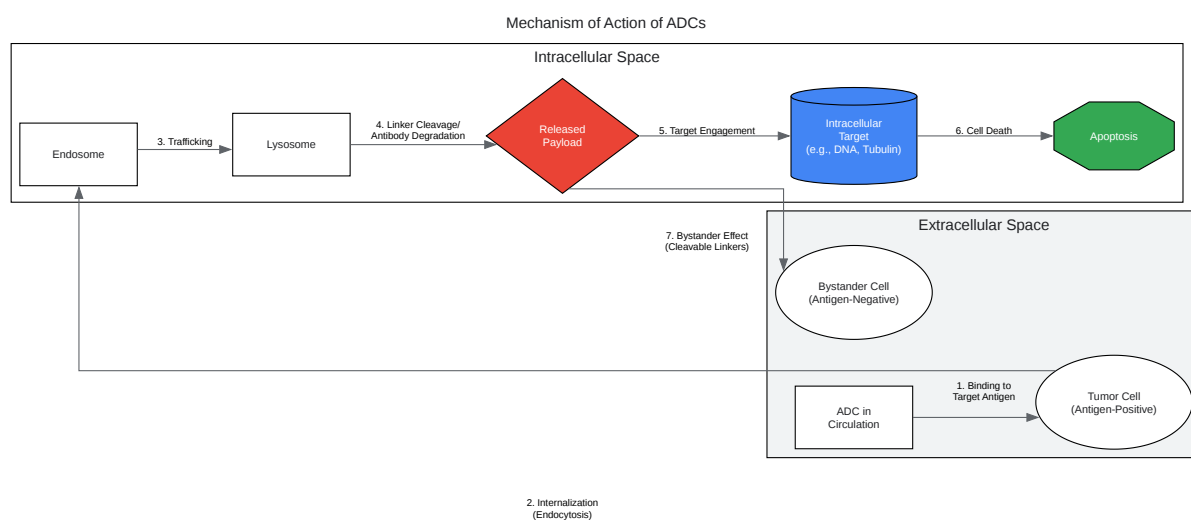 Mechanism of Action of ADCs
Intracellular Space
Endosome
3. Trafficking
Lysosome
4. Linker Cleavage/
Antibody Degradation
Released
Payload
5. Target Engagement
Intracellular
Target
(e.g., DNA, Tubulin)
6. Cell Death
Apoptosis
7. Bystander Effect
(Cleavable Linkers)
Extracellular Space
Bystander Cell
(Antigen-Negative)
ADC in
Circulation
1. Binding to
Target Antigen
Tumor Cell
(Antigen-Positive)
2. Internalization
(Endocytosis)